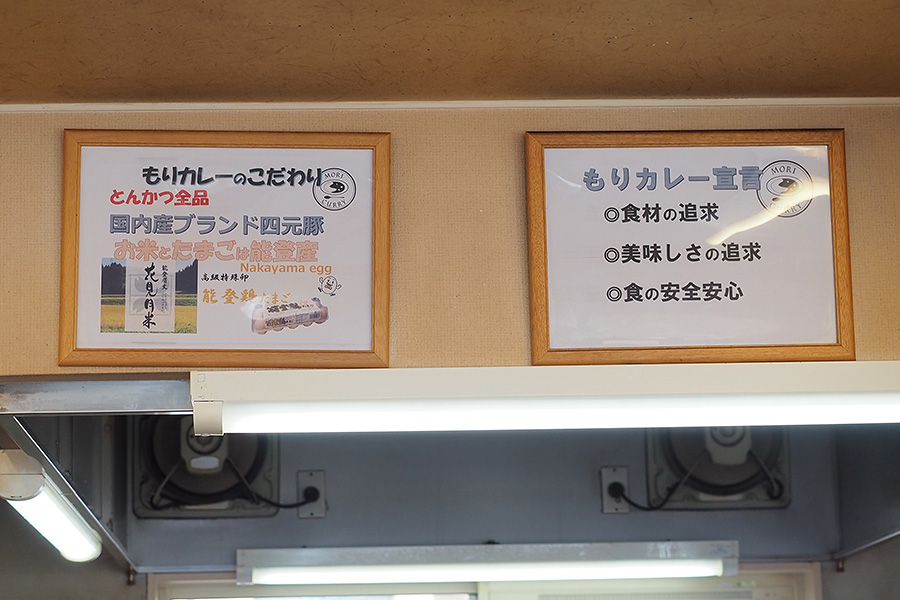 もりカレーのこだわり
MORI CURRY
とんかつ全品
国内産ブランド四元豚
お米とたまごは能登産
Nakayama egg
高級特殊卵
能登鶏たまご
花見月米
もりカレー宣言
MORI CURRY
◎食材の追求
◎美味しさの追求
◎食の安全安心